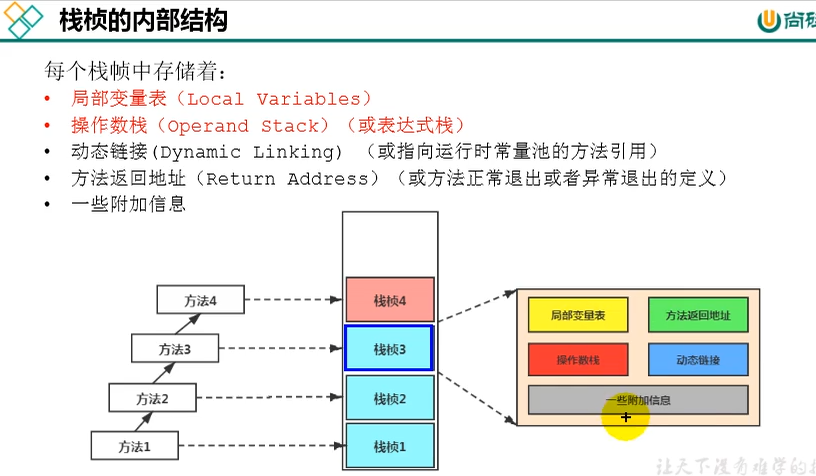 栈桢的内部结构
尚硅
每个栈帧中存储着：
• 局部变量表（Local Variables）
• 操作数栈（Operand Stack）（或表达式栈）
• 动态链接(Dynamic Linking) （或指向运行时常量池的方法引用）
• 方法返回地址（Return Address）（或方法正常退出或者异常退出的定义）
• 一些附加信息
方法4
栈桢4
方法3
栈桢3
方法2
栈桢2
方法1
栈桢1
局部变量表
方法返回地址
操作数栈
动态链接
一些附加信息
让天下没有难学的技